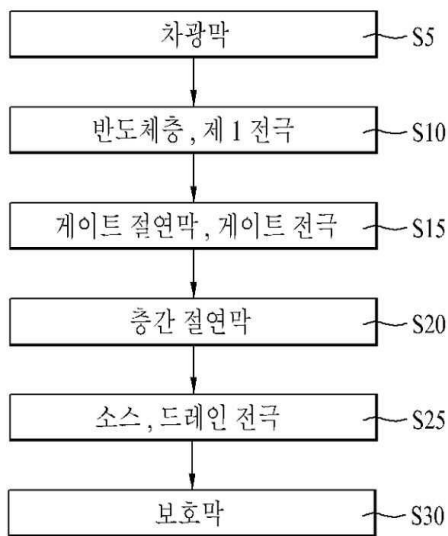 차광막 S5
반도체층 , 제 1 전극 S10
게이트 절연막 , 게이트 전극 S15
층간 절연막 S20
소스 , 드레인 전극 S25
보호막 S30